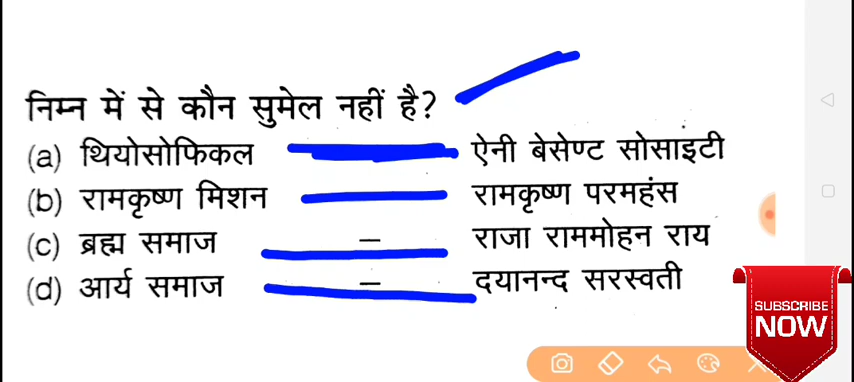 निम्न में से कौन सुमेल नहीं है?
(a) थियोसोफिकल ऐनी बेसेण्ट सोसाइटी
(b) रामकृष्ण मिशन रामकृष्ण परमहंस
(c) ब्रह्म समाज – राजा राममोहन राय
(d) आर्य समाज – दयानन्द सरस्वती
SUBSCRIBE
NOW